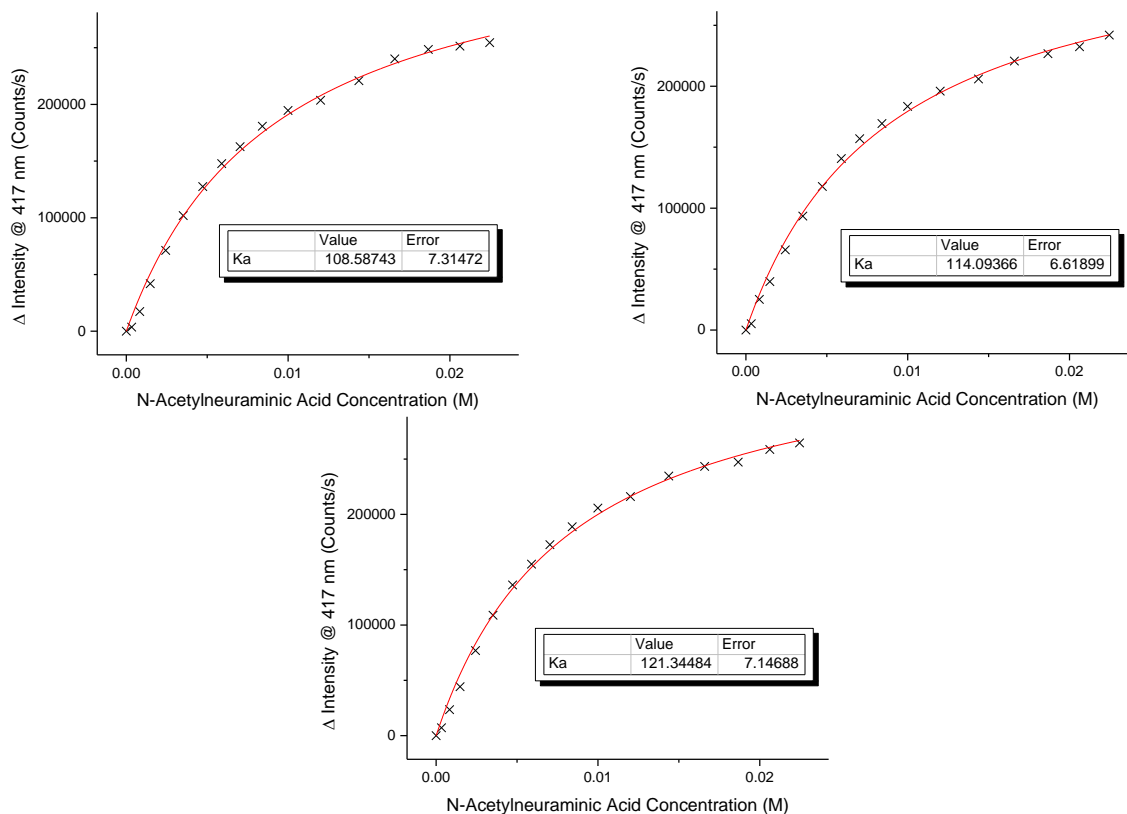 Δ Intensity @ 417 nm (Counts/s)
200000
100000
0
Value Error
Ka 108.58743 7.31472
0.00 0.01 0.02
N-Acetylneuraminic Acid Concentration (M)
Δ Intensity @ 417 nm (Counts/s)
200000
100000
0
Value Error
Ka 114.09366 6.61899
0.00 0.01 0.02
N-Acetylneuraminic Acid Concentration (M)
Δ Intensity @ 417 nm (Counts/s)
200000
100000
0
Value Error
Ka 121.34484 7.14688
0.00 0.01 0.02
N-Acetylneuraminic Acid Concentration (M)